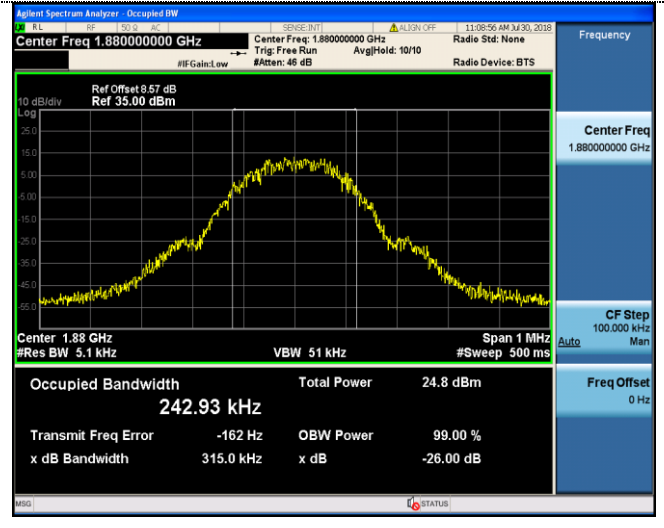 Agilent Spectrum Analyzer - Occupied BW
RL RF 50 Ω AC SENSE:INT ALIGN OFF 11:08:56 AM Jul 30, 2018
Center Freq 1.880000000 GHz
Center Freq: 1.880000000 GHz
Radio Std: None
Trig: Free Run Avg|Hold: 10/10
#IFGain:Low
#Atten: 46 dB
Radio Device: BTS
Frequency
Ref Offset 8.57 dB
10 dB/div Ref 35.00 dBm
Log
25.0
15.0
5.00
-5.00
-15.0
-25.0
-35.0
-45.0
-55.0
Center Freq
1.880000000 GHz
Center 1.88 GHz Span 1 MHz
#Res BW 5.1 kHz VBW 51 kHz #Sweep 500 ms
CF Step
100.000 kHz
Auto Man
Occupied Bandwidth Total Power 24.8 dBm
242.93 kHz
Transmit Freq Error -162 Hz OBW Power 99.00 %
x dB Bandwidth 315.0 kHz x dB -26.00 dB
Freq Offset
0 Hz
MSG STATUS